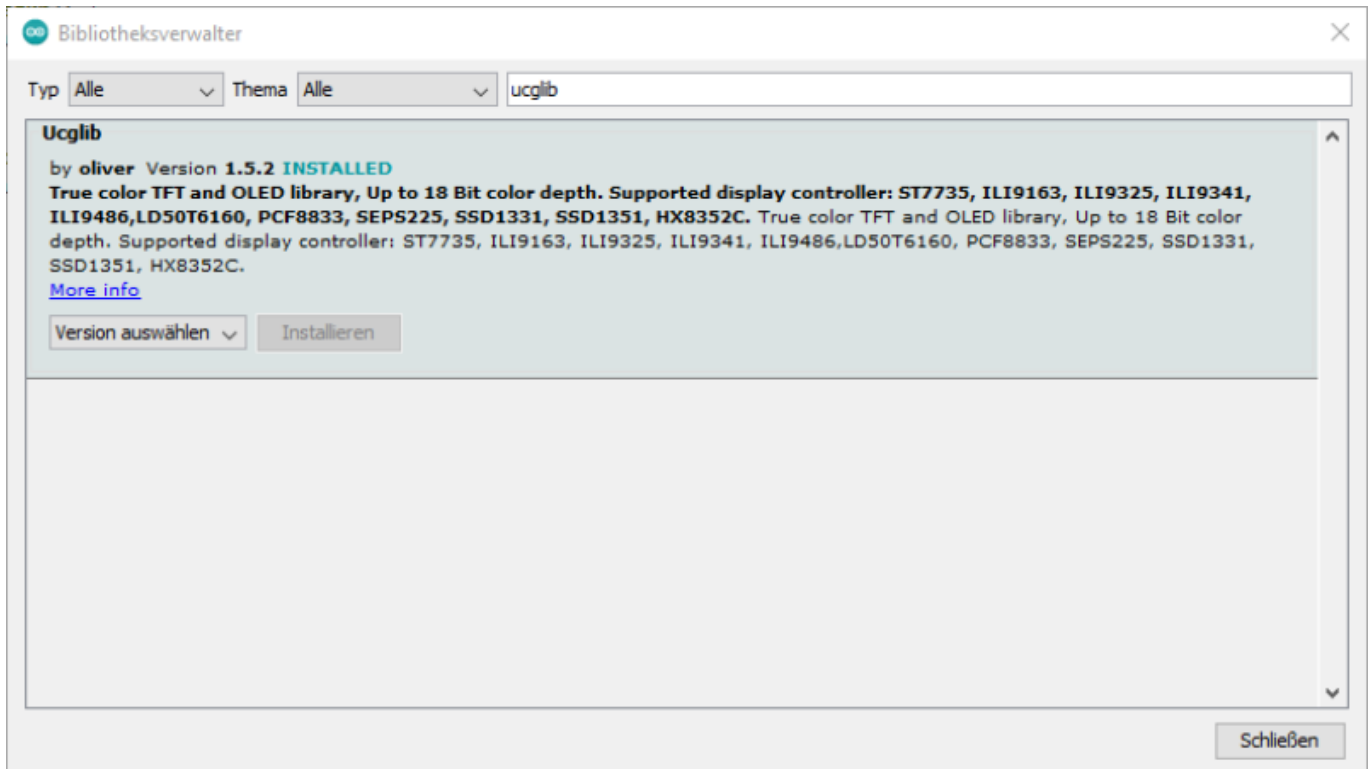 Bibliotheksverwalter
Typ Alle Thema Alle ucglib
Ucglib
by oliver Version 1.5.2 INSTALLED
True color TFT and OLED library, Up to 18 Bit color depth. Supported display controller: ST7735, ILI9163, ILI9325, ILI9341,
ILI9486,LD50T6160, PCF8833, SEPS225, SSD1331, SSD1351, HX8352C. True color TFT and OLED library, Up to 18 Bit color
depth. Supported display controller: ST7735, ILI9163, ILI9325, ILI9341, ILI9486,LD50T6160, PCF8833, SEPS225, SSD1331,
SSD1351, HX8352C.
More info
Version auswählen Installieren
Schließen